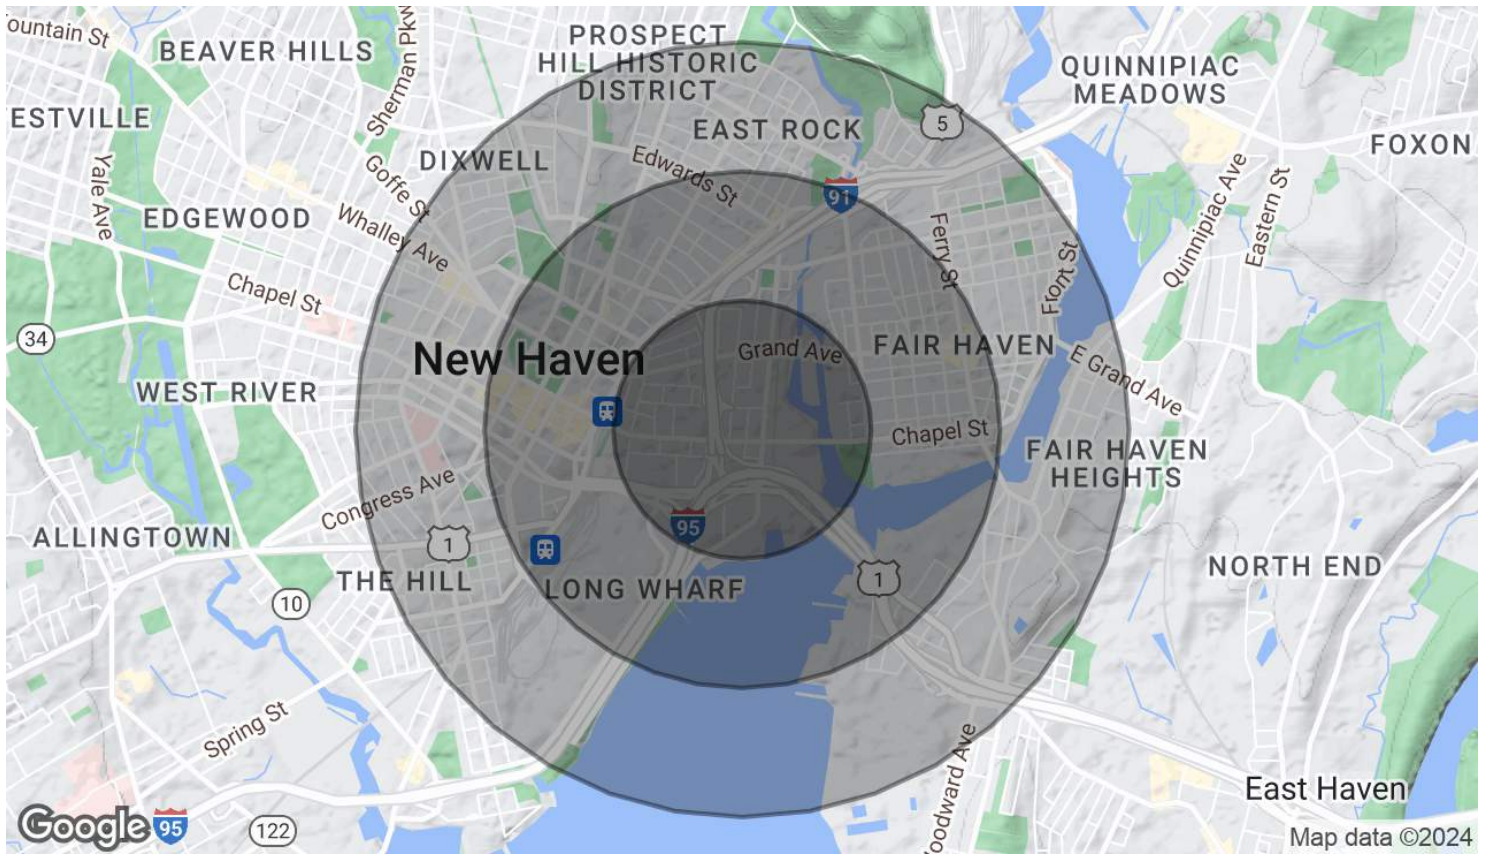 ountain St
BEAVER HILLS
Sherman Pkw
PROSPECT
HILL HISTORIC
DISTRICT
QUINNIPIAC
MEADOWS
ESTVILLE
EAST ROCK
5
FOXON
DIXWELL
Edwards St
Yale Ave
Goffe St
91
Quinnipiac Ave
Eastern St
EDGEWOOD
Whalley Ave
Ferry St
Front St
Chapel St
34
New Haven
Grand Ave
FAIR HAVEN
E Grand Ave
WEST RIVER
Chapel St
FAIR HAVEN
HEIGHTS
Congress Ave
95
ALLINGTOWN
1
THE HILL
LONG WHARF
1
NORTH END
10
Spring St
oodward Ave
East Haven
Google
95
122
Map data ©2024